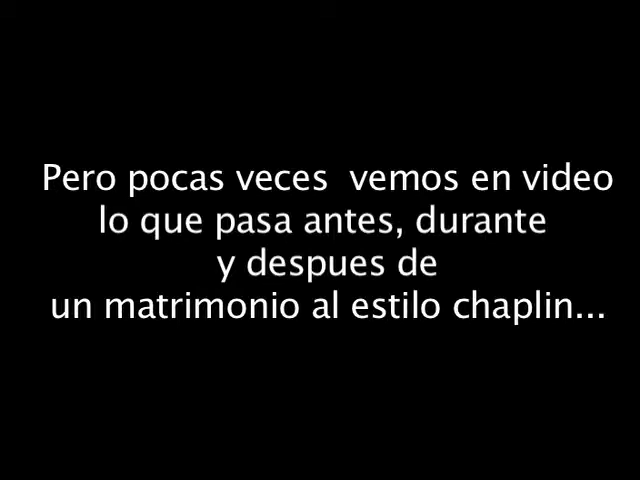 Pero pocas veces  vemos en video
lo que pasa antes, durante
y despues de
un matrimonio al estilo chaplin...